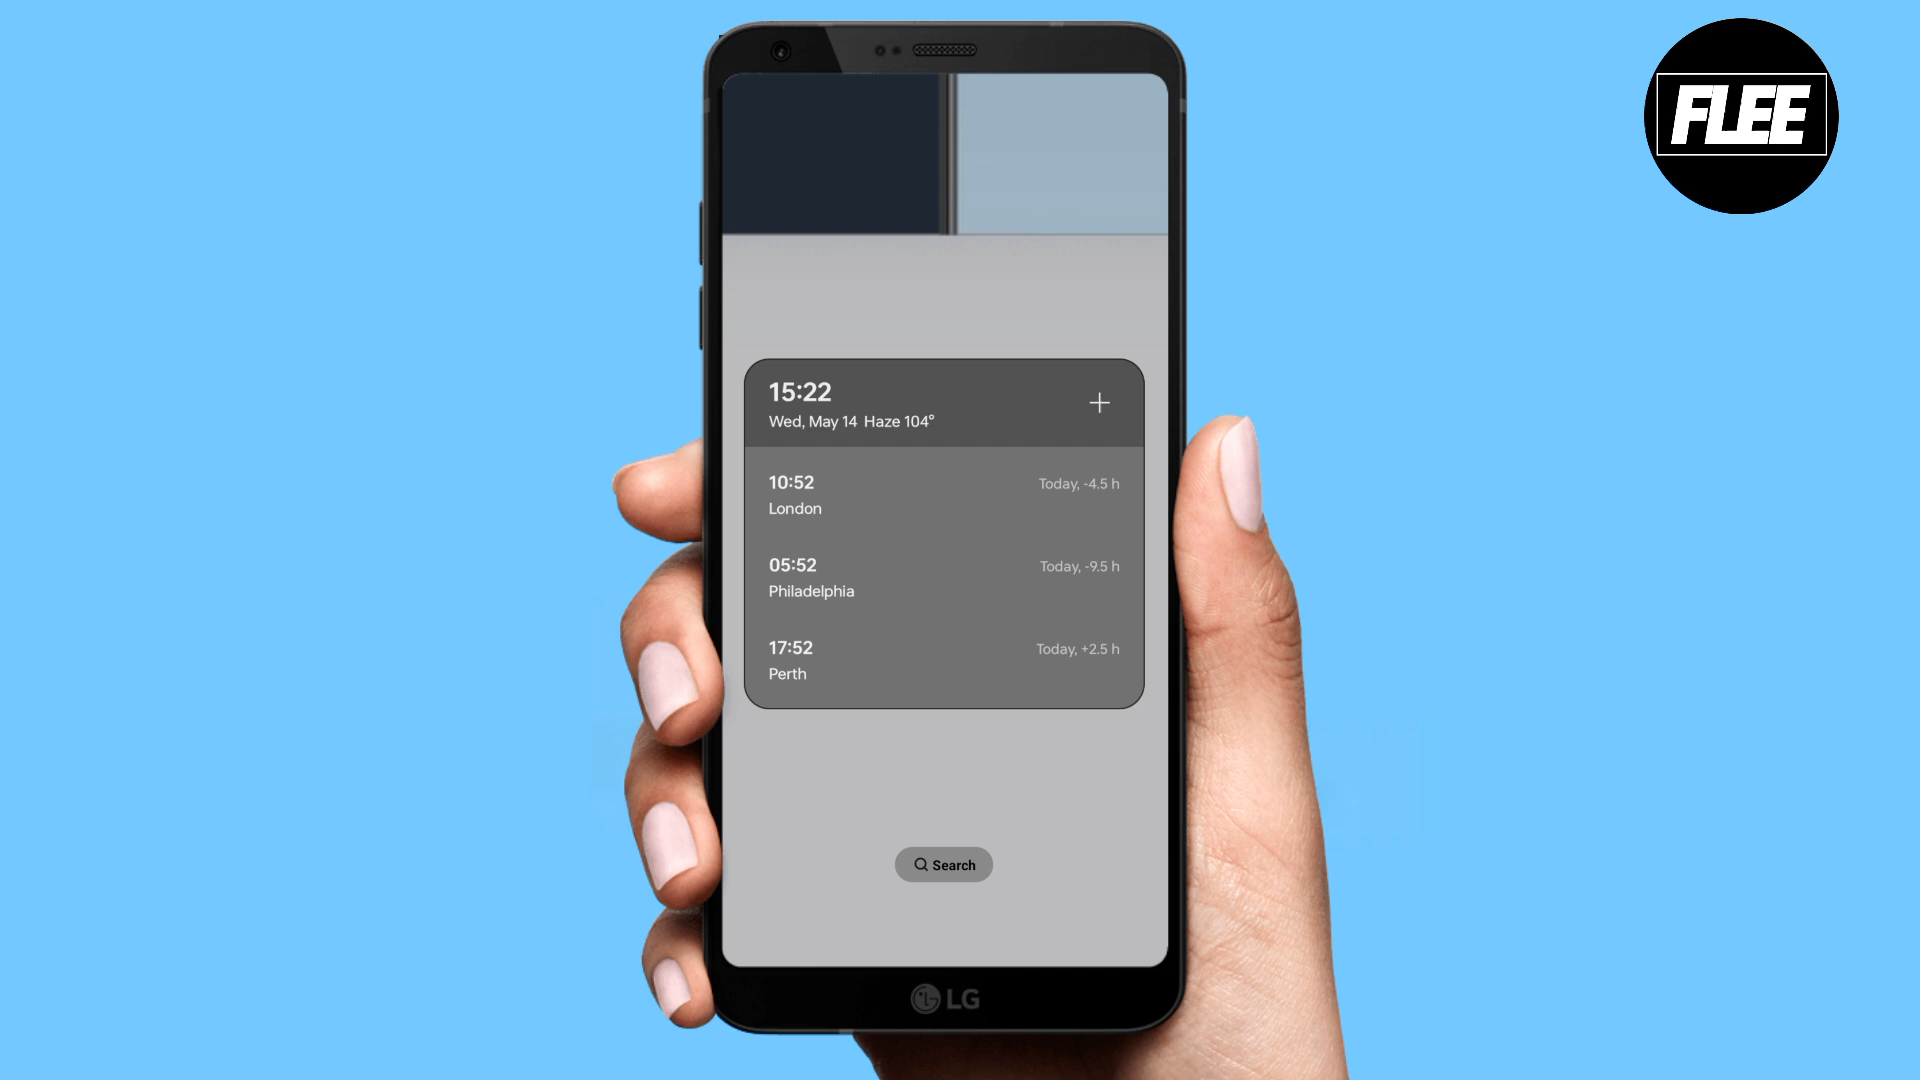 FLEE
15:22
Wed, May 14 Haze 104°
10:52
Today, -4.5 h
London
05:52
Today, -9.5 h
Philadelphia
17:52
Today, +2.5 h
Perth
Search
LG